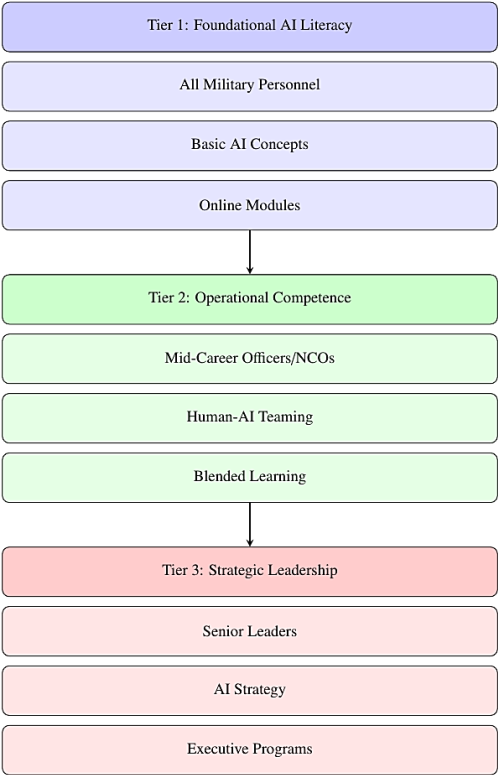 Tier 1: Foundational AI Literacy
All Military Personnel
Basic AI Concepts
Online Modules
Tier 2: Operational Competence
Mid-Career Officers/NCOs
Human-AI Teaming
Blended Learning
Tier 3: Strategic Leadership
Senior Leaders
AI Strategy
Executive Programs